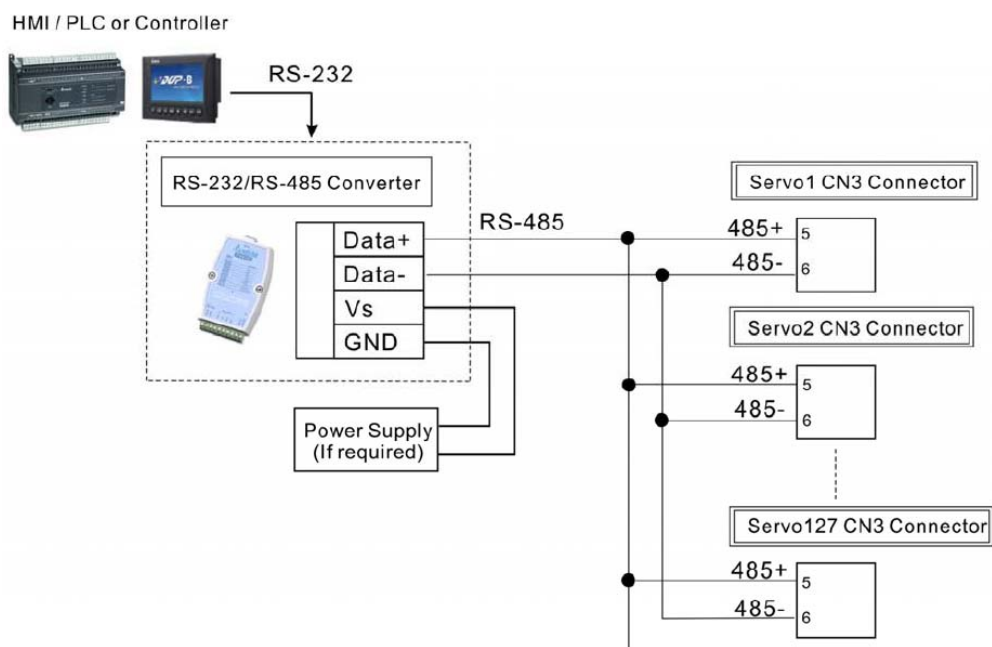 HMI / PLC or Controller
RS-232
RS-232/RS-485 Converter
Data+
Data-
Vs
GND
RS-485
Power Supply
(If required)
Servo1 CN3 Connector
485+
5
485-
6
Servo2 CN3 Connector
485+
5
485-
6
Servo127 CN3 Connector
485+
5
485-
6